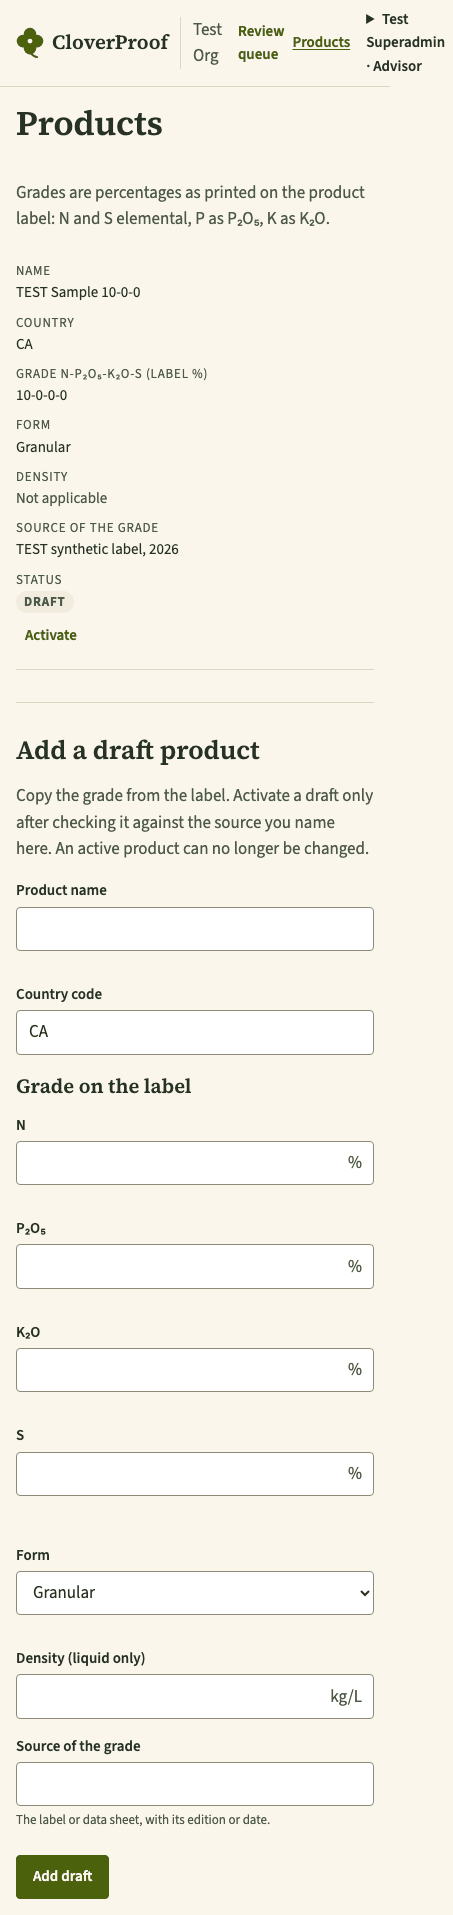 CloverProof
Test
Org
Review
queue
Products
▶ Test
Superadmin
· Advisor
Products
Grades are percentages as printed on the product
label: N and S elemental, P as P₂O₅, K as K₂O.
NAME
TEST Sample 10-0-0
COUNTRY
CA
GRADE N-P₂O₅-K₂O-S (LABEL %)
10-0-0-0
FORM
Granular
DENSITY
Not applicable
SOURCE OF THE GRADE
TEST synthetic label, 2026
STATUS
DRAFT
Activate
Add a draft product
Copy the grade from the label. Activate a draft only
after checking it against the source you name
here. An active product can no longer be changed.
Product name
Country code
CA
Grade on the label
N
%
P₂O₅
%
K₂O
%
S
%
Form
Granular
Density (liquid only)
kg/L
Source of the grade
The label or data sheet, with its edition or date.
Add draft